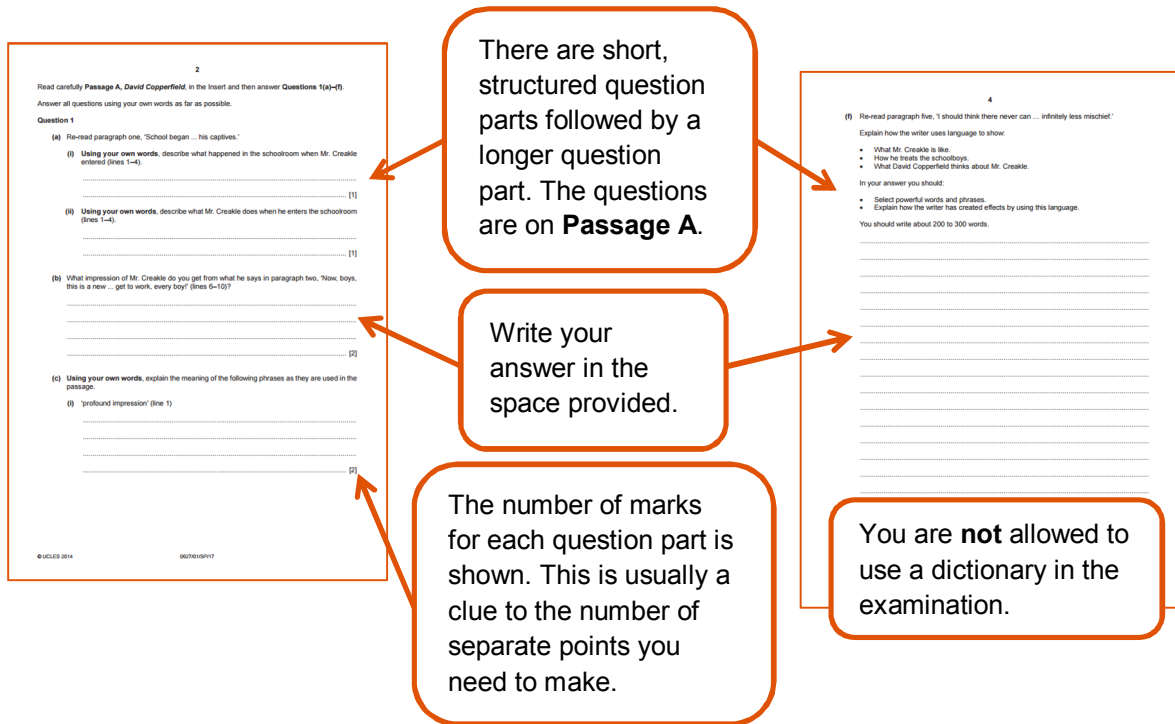 2
Read carefully Passage A, David Copperfield, in the Insert and then answer Questions 1(a)–(f).
Answer all questions using your own words as far as possible.
Question 1
(a) Re-read paragraph one, 'School began ... his captives.'
(i) Using your own words, describe what happened in the schoolroom when Mr. Creakle
entered (lines 1–4).
[1]
(ii) Using your own words, describe what Mr. Creakle does when he enters the schoolroom
(lines 1–4).
[1]
(b) What impression of Mr. Creakle do you get from what he says in paragraph two, 'Now, boys,
this is a new ... get to work, every boy!' (lines 6–10)?
[2]
(c) Using your own words, explain the meaning of the following phrases as they are used in the
passage.
(i) 'profound impression' (line 1)
[2]
© UCLES 2014 0627/01/SP/17
There are short,
structured question
parts followed by a
longer question
part. The questions
are on Passage A.
Write your
answer in the
space provided.
The number of marks
for each question part is
shown. This is usually a
clue to the number of
separate points you
need to make.
4
(f) Re-read paragraph five, 'I should think there never can ... infinitely less mischief.'
Explain how the writer uses language to show:
• What Mr. Creakle is like.
• How he treats the schoolboys.
• What David Copperfield thinks about Mr. Creakle.
In your answer you should:
• Select powerful words and phrases.
• Explain how the writer has created effects by using this language.
You should write about 200 to 300 words.
You are not allowed to
use a dictionary in the
examination.